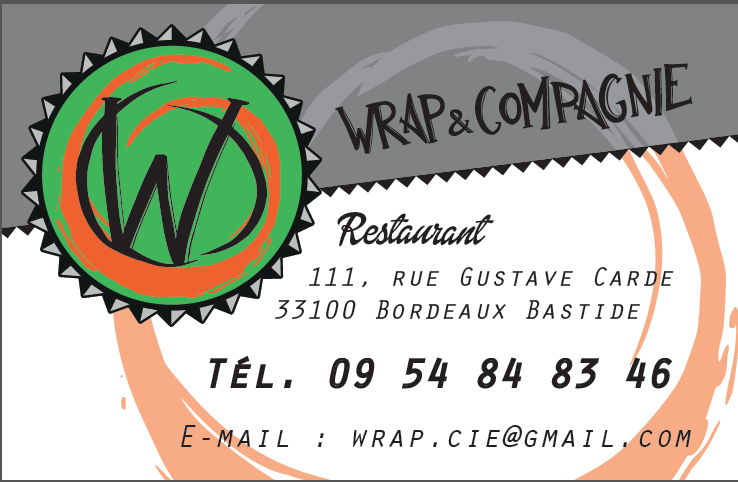 W
WRAP & COMPAGNIE
Restaurant
111, rue Gustave Carde
33100 Bordeaux Bastide
Tél. 09 54 84 83 46
E-mail : wrap.cie@gmail.com